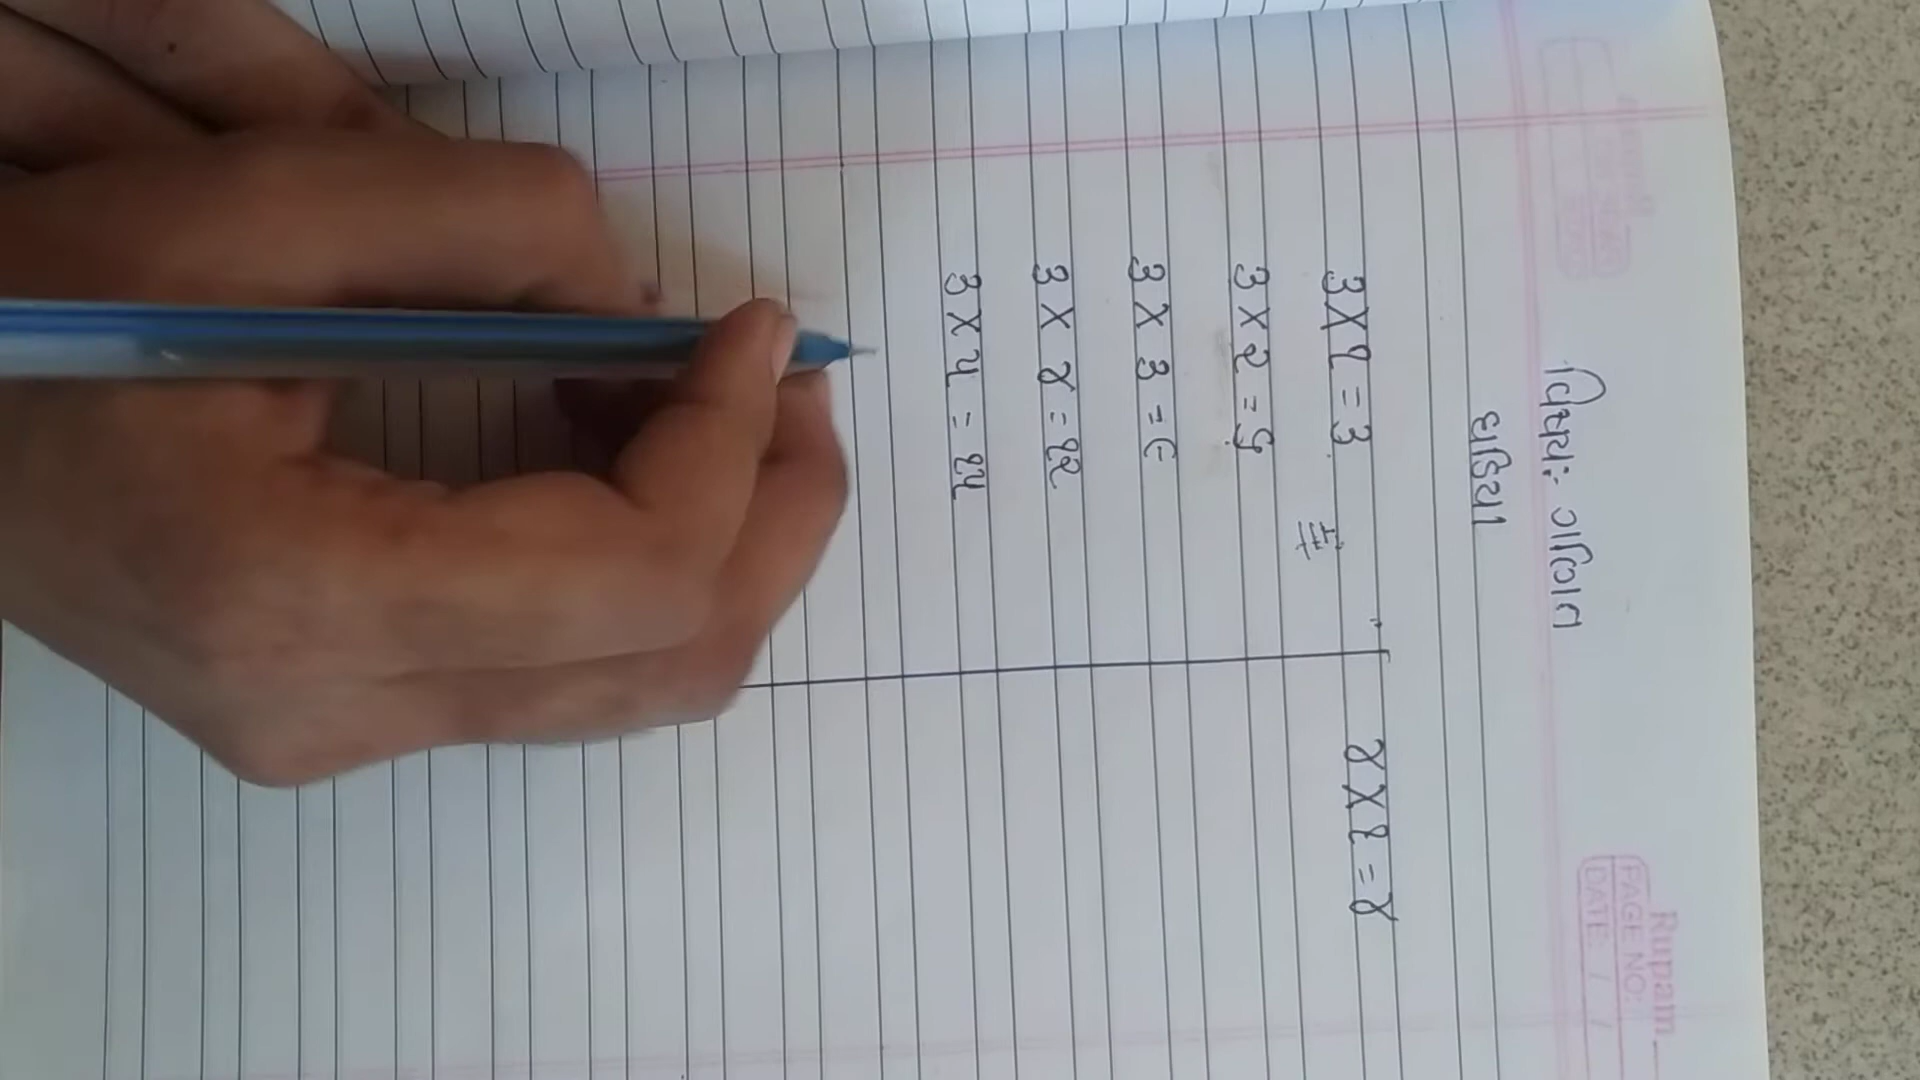 Rupam
PAGE NO:
DATE / /
વિષય: ગણિત
ઘડિયા
૩ X ૧ = ૩
૪ X ૧ = ૪
૩ X ૨ = ૬
૩ X ૩ = ૯
૩ X ૪ = ૧૨
૩ X ૫ = ૧૫